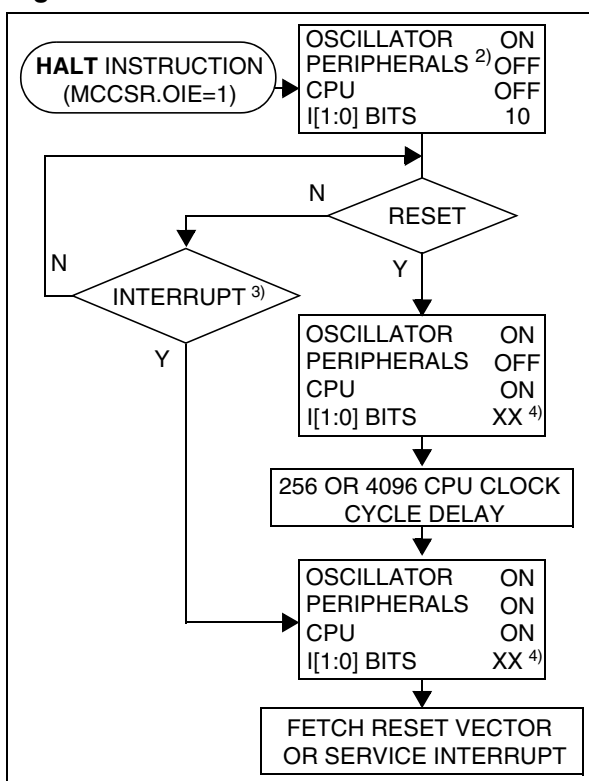 HALT INSTRUCTION
(MCCSR.OIE=1)
OSCILLATOR ON
PERIPHERALS 2) OFF
CPU OFF
I[1:0] BITS 10
N
RESET
N
Y
INTERRUPT 3)
Y
OSCILLATOR ON
PERIPHERALS OFF
CPU ON
I[1:0] BITS XX 4)
256 OR 4096 CPU CLOCK
CYCLE DELAY
OSCILLATOR ON
PERIPHERALS ON
CPU ON
I[1:0] BITS XX 4)
FETCH RESET VECTOR
OR SERVICE INTERRUPT